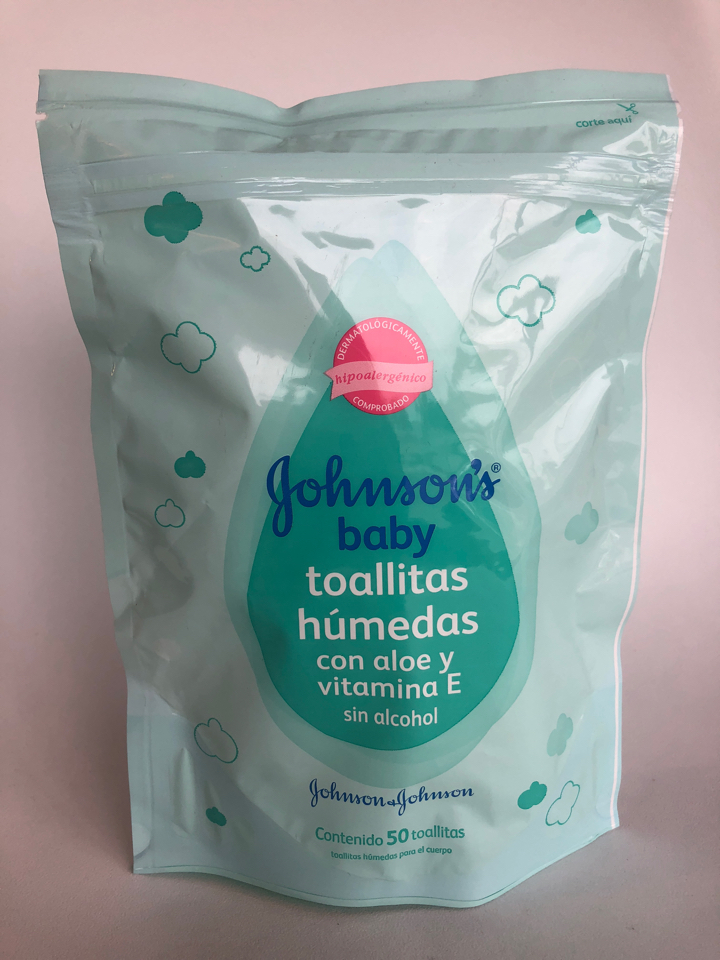 corte aquí
DERMATOLÓGICAMENTE
hipoalergénico
COMPROBADO
Johnson's®
baby
toallitas
húmedas
con aloe y
vitamina E
sin alcohol
Johnson & Johnson
Contenido 50 toallitas
toallitas húmedas para el cuerpo